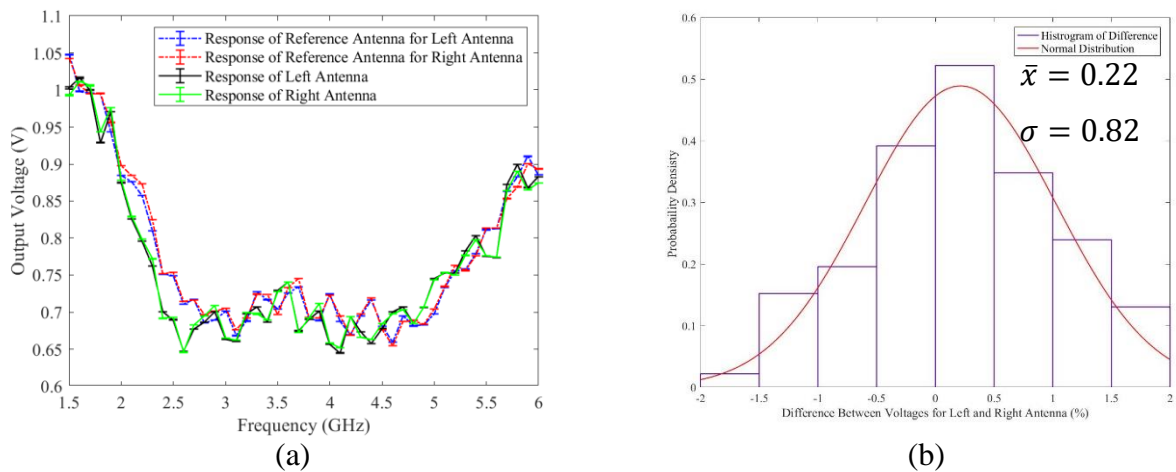 Response of Reference Antenna for Left Antenna
Response of Reference Antenna for Right Antenna
Response of Left Antenna
Response of Right Antenna
Output Voltage (V)
1.1
1.05
1
0.95
0.9
0.85
0.8
0.75
0.7
0.65
0.6
1.5 2 2.5 3 3.5 4 4.5 5 5.5 6
Frequency (GHz)
(a)
Histrogram of Difference
Normal Distribution
x̄ = 0.22
σ = 0.82
Probabaility Densisty
0.6
0.5
0.4
0.3
0.2
0.1
0
-2 -1.5 -1 -0.5 0 0.5 1 1.5 2
Difference Between Voltages for Left and Right Antenna (%)
(b)